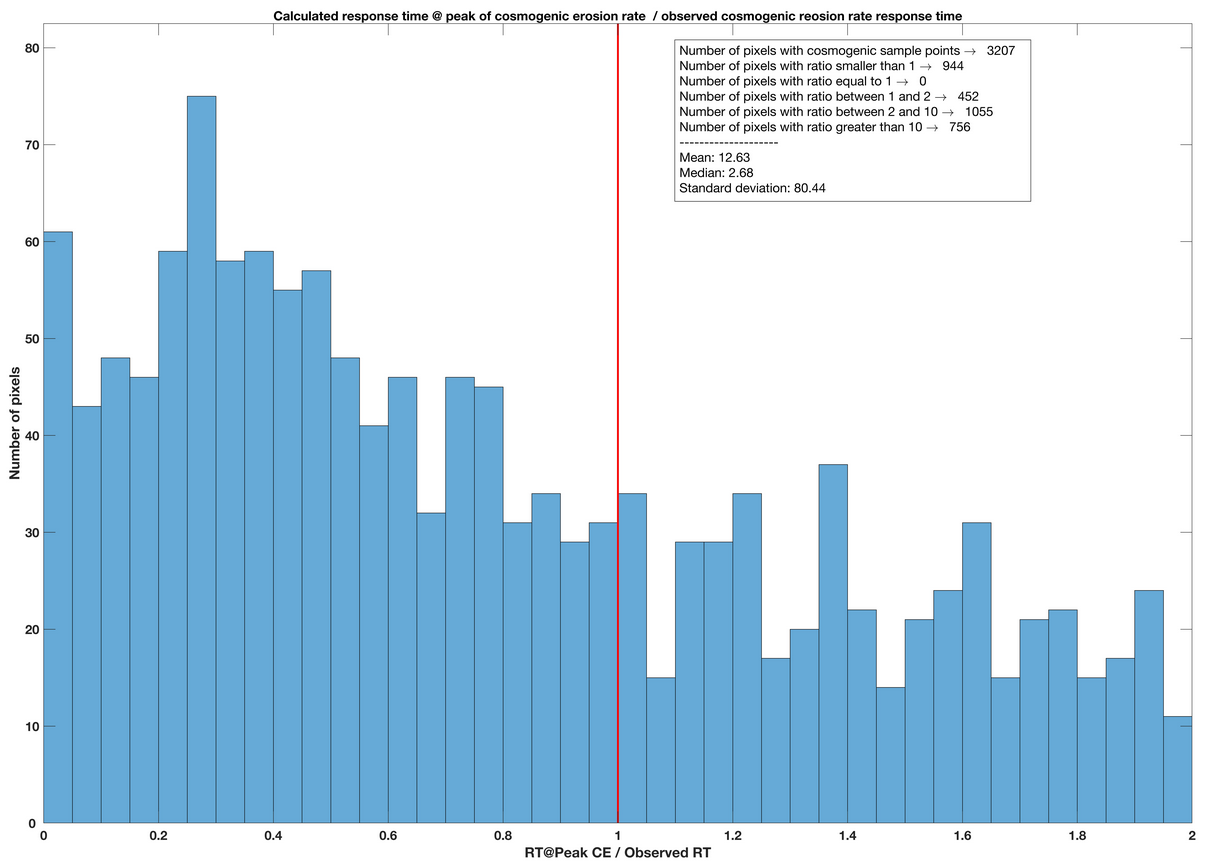 Calculated response time @ peak of cosmogenic erosion rate / observed cosmogenic reosion rate response time
Number of pixels with cosmogenic sample points → 3207
Number of pixels with ratio smaller than 1 → 944
Number of pixels with ratio equal to 1 → 0
Number of pixels with ratio between 1 and 2 → 452
Number of pixels with ratio between 2 and 10 → 1055
Number of pixels with ratio greater than 10 → 756
--------------------
Mean: 12.63
Median: 2.68
Standard deviation: 80.44
80
70
60
50
40
30
20
10
0
Number of pixels
0 0.2 0.4 0.6 0.8 1 1.2 1.4 1.6 1.8 2
RT@Peak CE / Observed RT